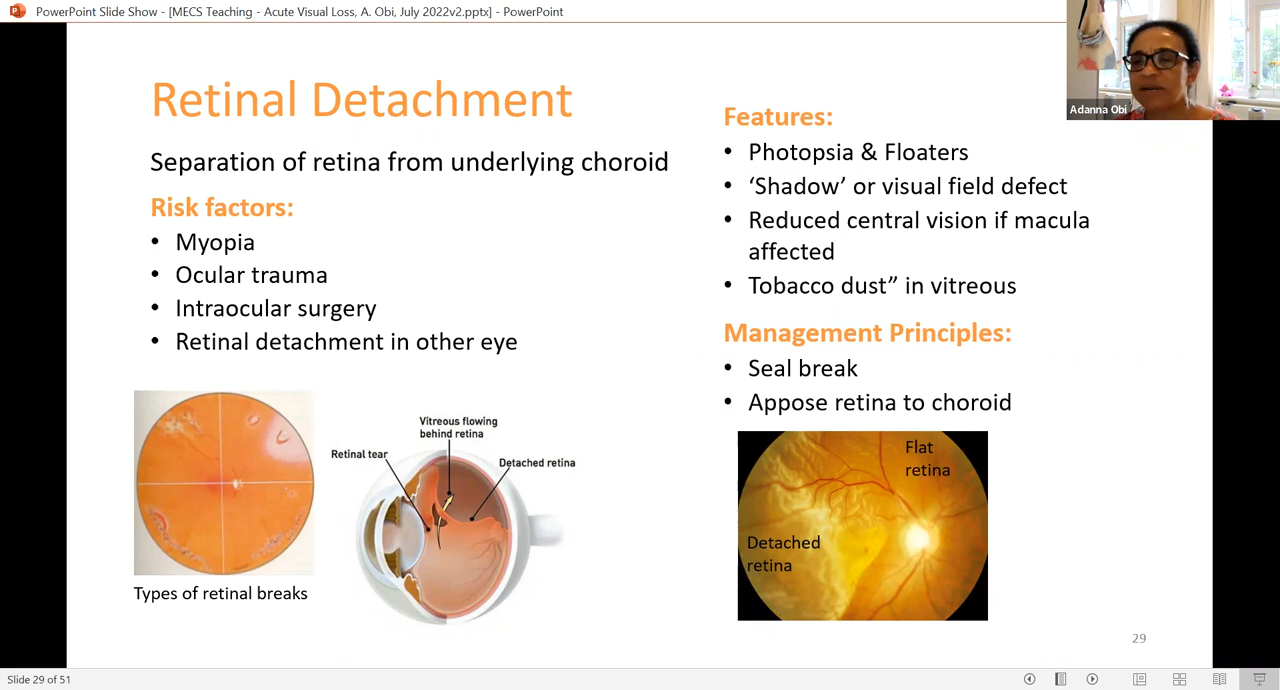 PowerPoint Slide Show - [MECS Teaching - Acute Visual Loss, A. Obi, July 2022v2.pptx] - PowerPoint
Adanna Obi
Retinal Detachment
Separation of retina from underlying choroid
Risk factors:
• Myopia
• Ocular trauma
• Intraocular surgery
• Retinal detachment in other eye
Types of retinal breaks
Vitreous flowing
behind retina
Retinal tear
Detached retina
Features:
• Photopsia & Floaters
• ‘Shadow’ or visual field defect
• Reduced central vision if macula
affected
• Tobacco dust” in vitreous
Management Principles:
• Seal break
• Appose retina to choroid
Flat
retina
Detached
retina
29
Slide 29 of 51